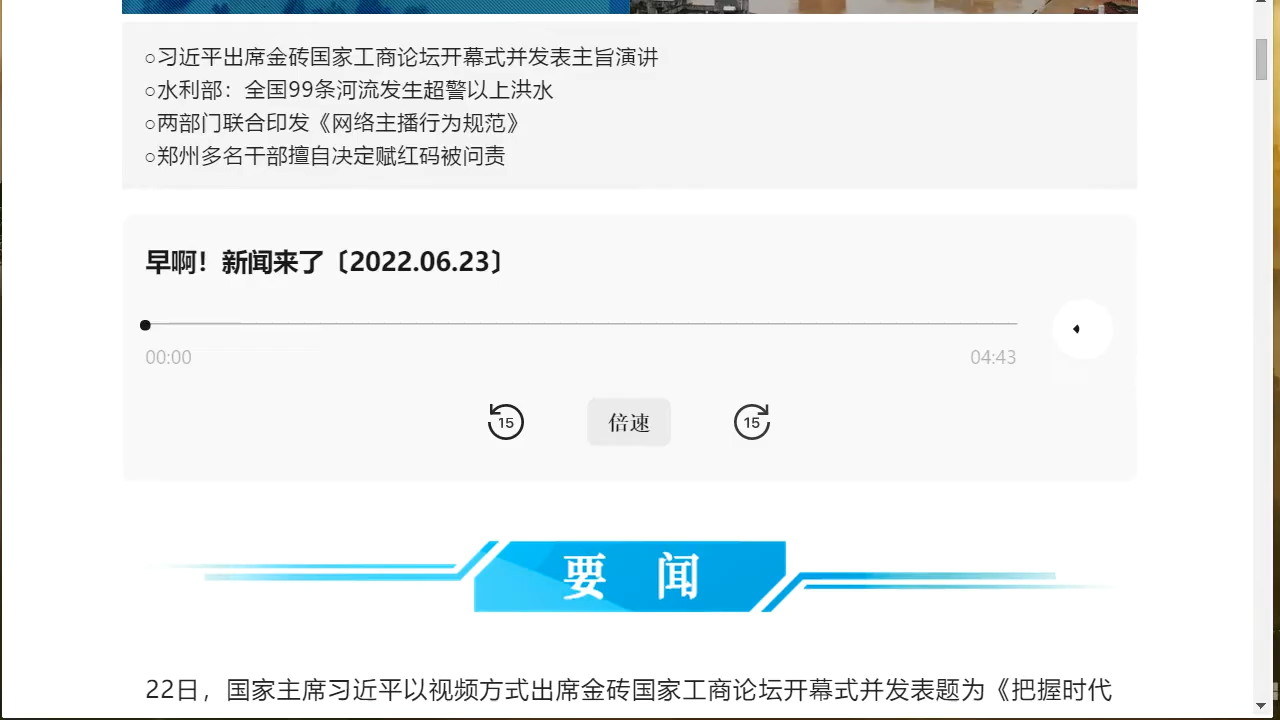 ○习近平出席金砖国家工商论坛开幕式并发表主旨演讲
○水利部：全国99条河流发生超警以上洪水
○两部门联合印发《网络主播行为规范》
○郑州多名干部擅自决定赋红码被问责
早啊！新闻来了〔2022.06.23〕
00:00
04:43
15
倍速
15
要 闻
22日，国家主席习近平以视频方式出席金砖国家工商论坛开幕式并发表题为《把握时代